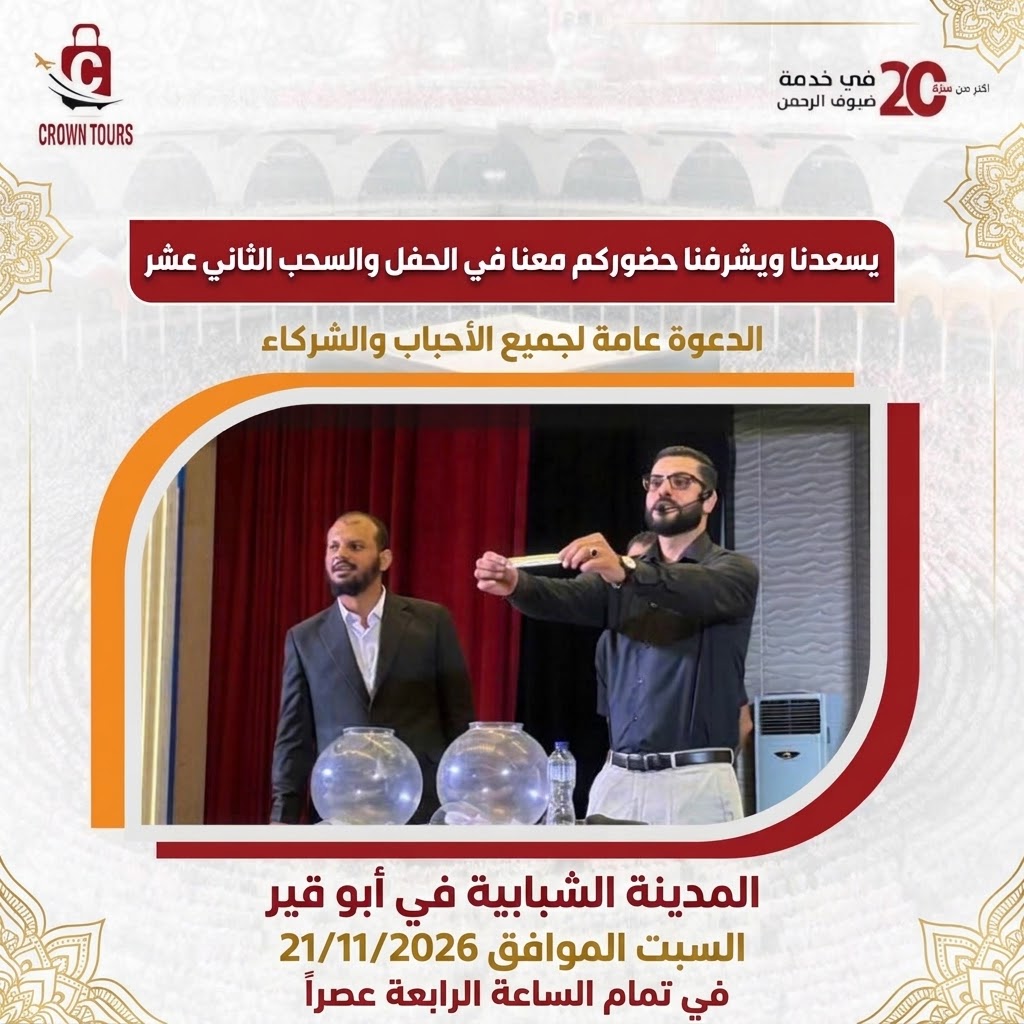 CROWN TOURS
اكثر من 20 سنة في خدمة
ضيوف الرحمن
يسعدنا ويشرفنا حضوركم معنا في الحفل والسحب الثاني عشر
الدعوة عامة لجميع الأحباب والشركاء
المدينة الشبابية في أبو قير
السبت الموافق 21/11/2026
في تمام الساعة الرابعة عصراً